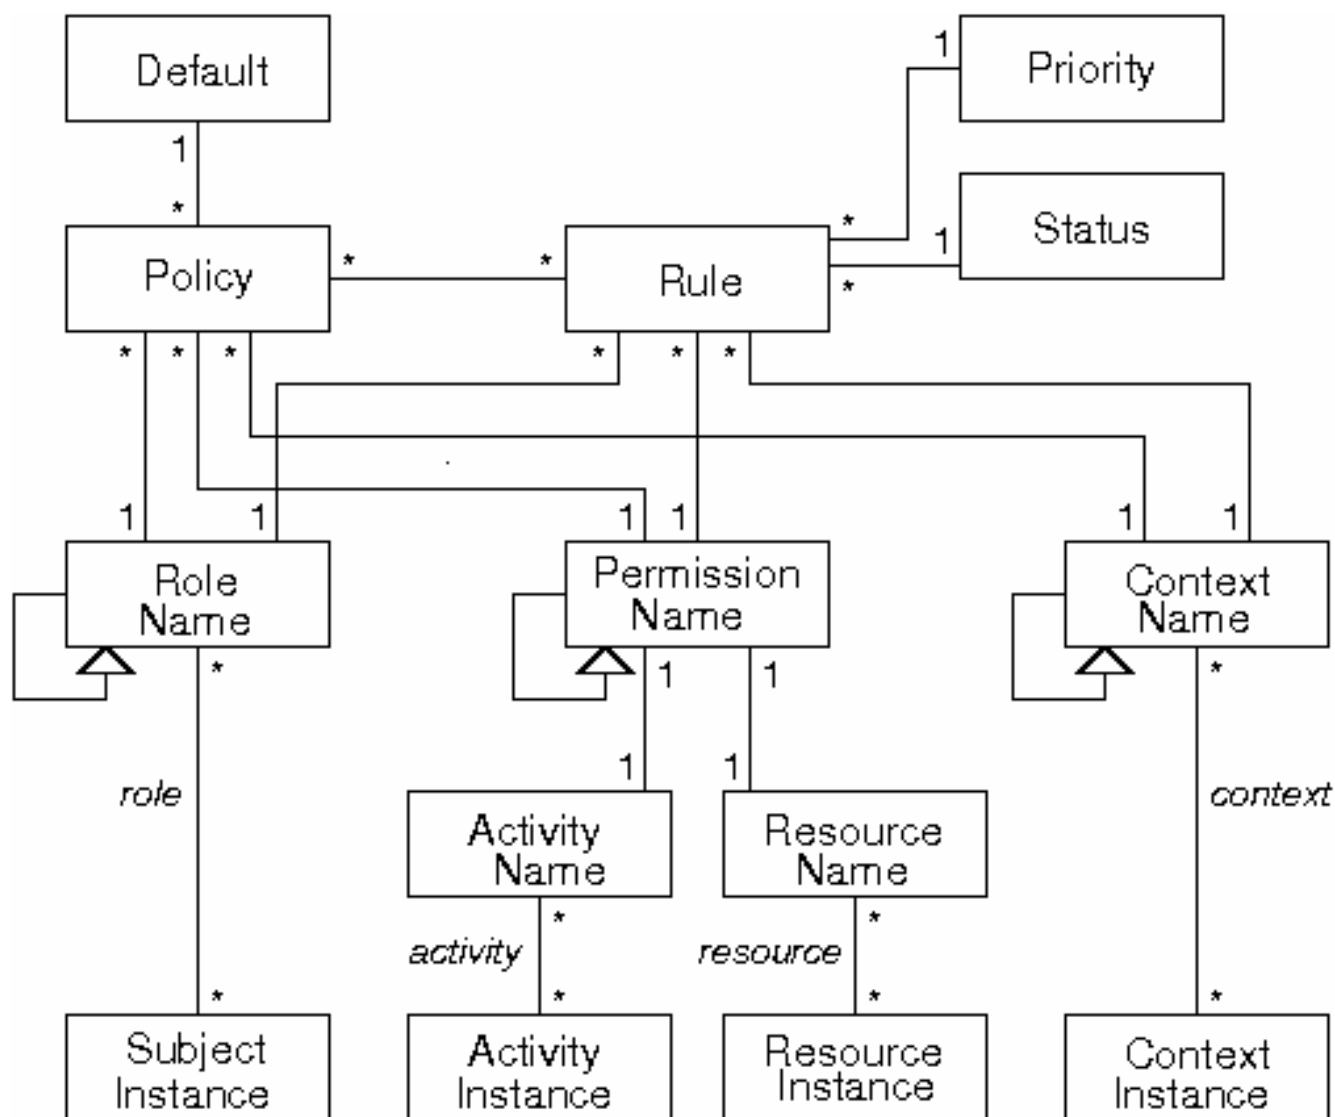 Default
1
Priority
1
*
Status
*
1
Policy
*
*
Rule
*
*
*
*
*
*
*
1
1
1
1
1
1
Role
Name
Permission
Name
Context
Name
*
1
1
*
role
1
1
context
Activity
Name
Resource
Name
activity
*
resource
*
*
*
*
*
Subject
Instance
Activity
Instance
Resource
Instance
Context
Instance